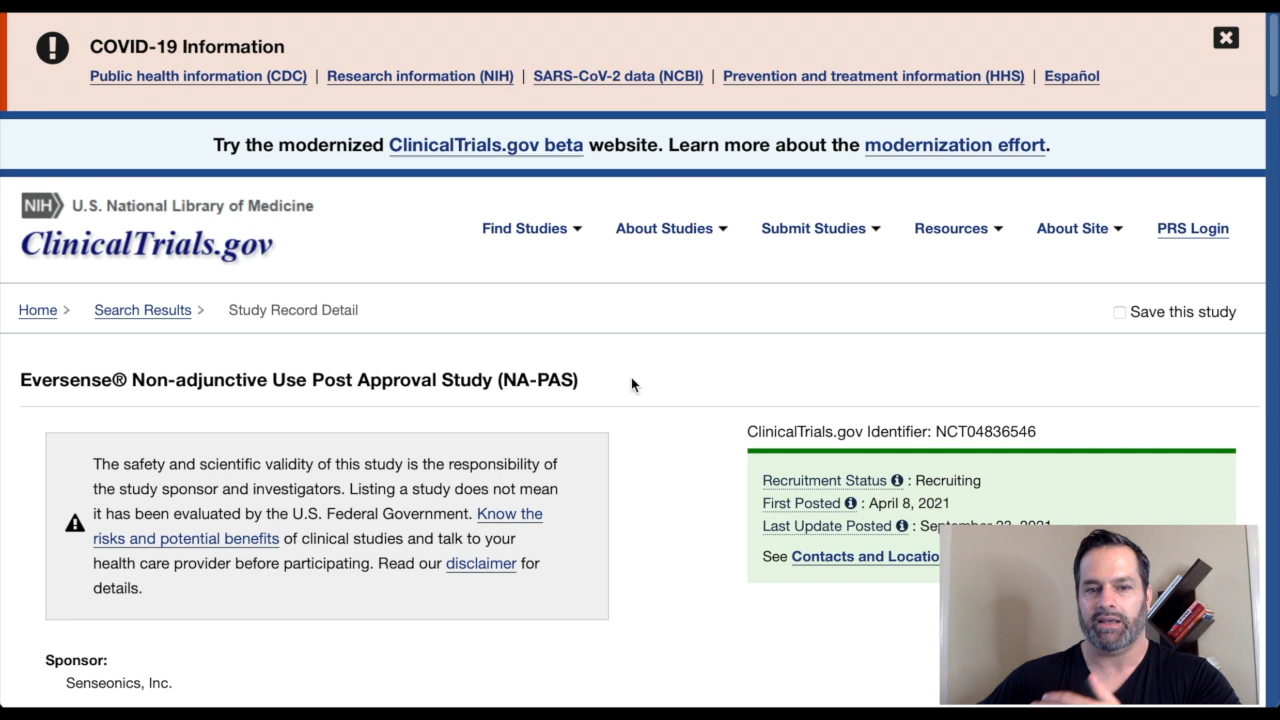 COVID-19 Information
Public health information (CDC) | Research information (NIH) | SARS-CoV-2 data (NCBI) | Prevention and treatment information (HHS) | Español
Try the modernized ClinicalTrials.gov beta website. Learn more about the modernization effort.
NIH U.S. National Library of Medicine
ClinicalTrials.gov
Find Studies About Studies Submit Studies Resources About Site PRS Login
Home > Search Results > Study Record Detail
Save this study
Eversense® Non-adjunctive Use Post Approval Study (NA-PAS)
The safety and scientific validity of this study is the responsibility of
the study sponsor and investigators. Listing a study does not mean
it has been evaluated by the U.S. Federal Government. Know the
risks and potential benefits of clinical studies and talk to your
health care provider before participating. Read our disclaimer for
details.
ClinicalTrials.gov Identifier: NCT04836546
Recruitment Status : Recruiting
First Posted : April 8, 2021
Last Update Posted : September 23, 2021
See Contacts and Locatio
Sponsor:
Senseonics, Inc.